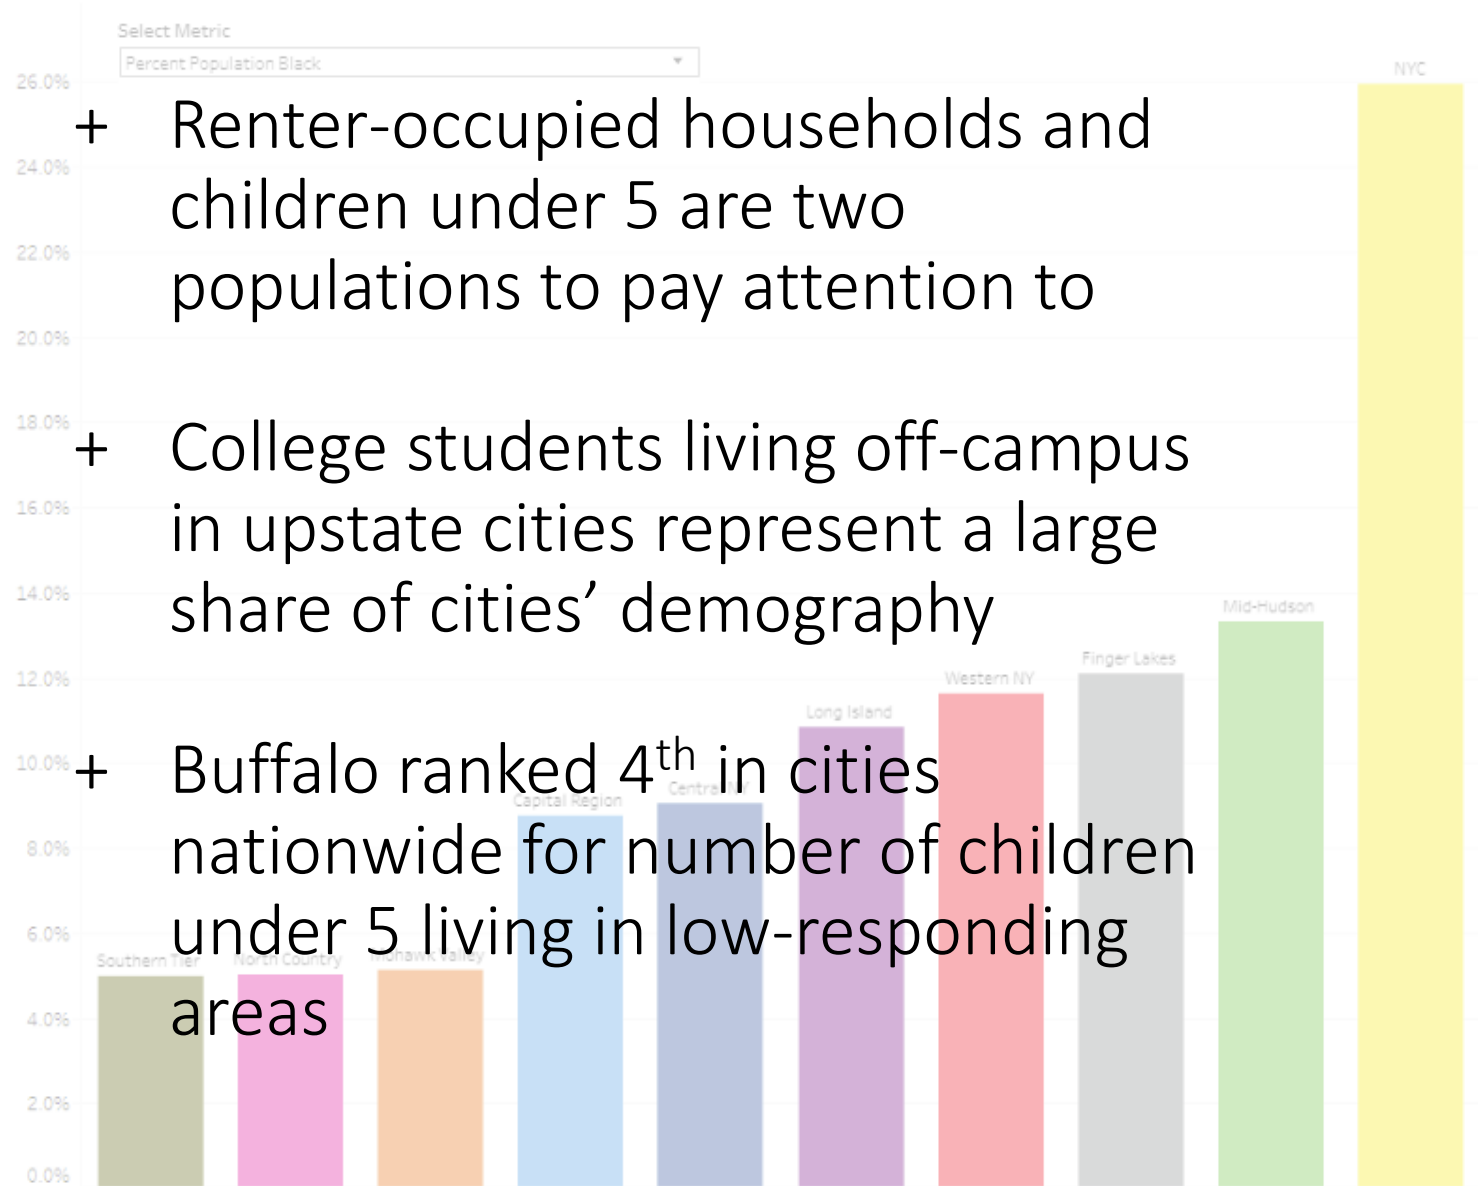 Select Metric
Percent Population Black
NYC
26.0%
+ Renter-occupied households and
24.0%
children under 5 are two
22.0%
populations to pay attention to
20.0%
18.0%
+ College students living off-campus
16.0%
in upstate cities represent a large
14.0%
share of cities’ demography
Mid-Hudson
Finger Lakes
12.0%
Western NY
Long Island
10.0%
+ Buffalo ranked 4th in cities
Central NY
Capital Region
8.0%
nationwide for number of children
6.0%
under 5 living in low-responding
Southern Tier
North Country
Mohawk Valley
4.0%
areas
2.0%
0.0%